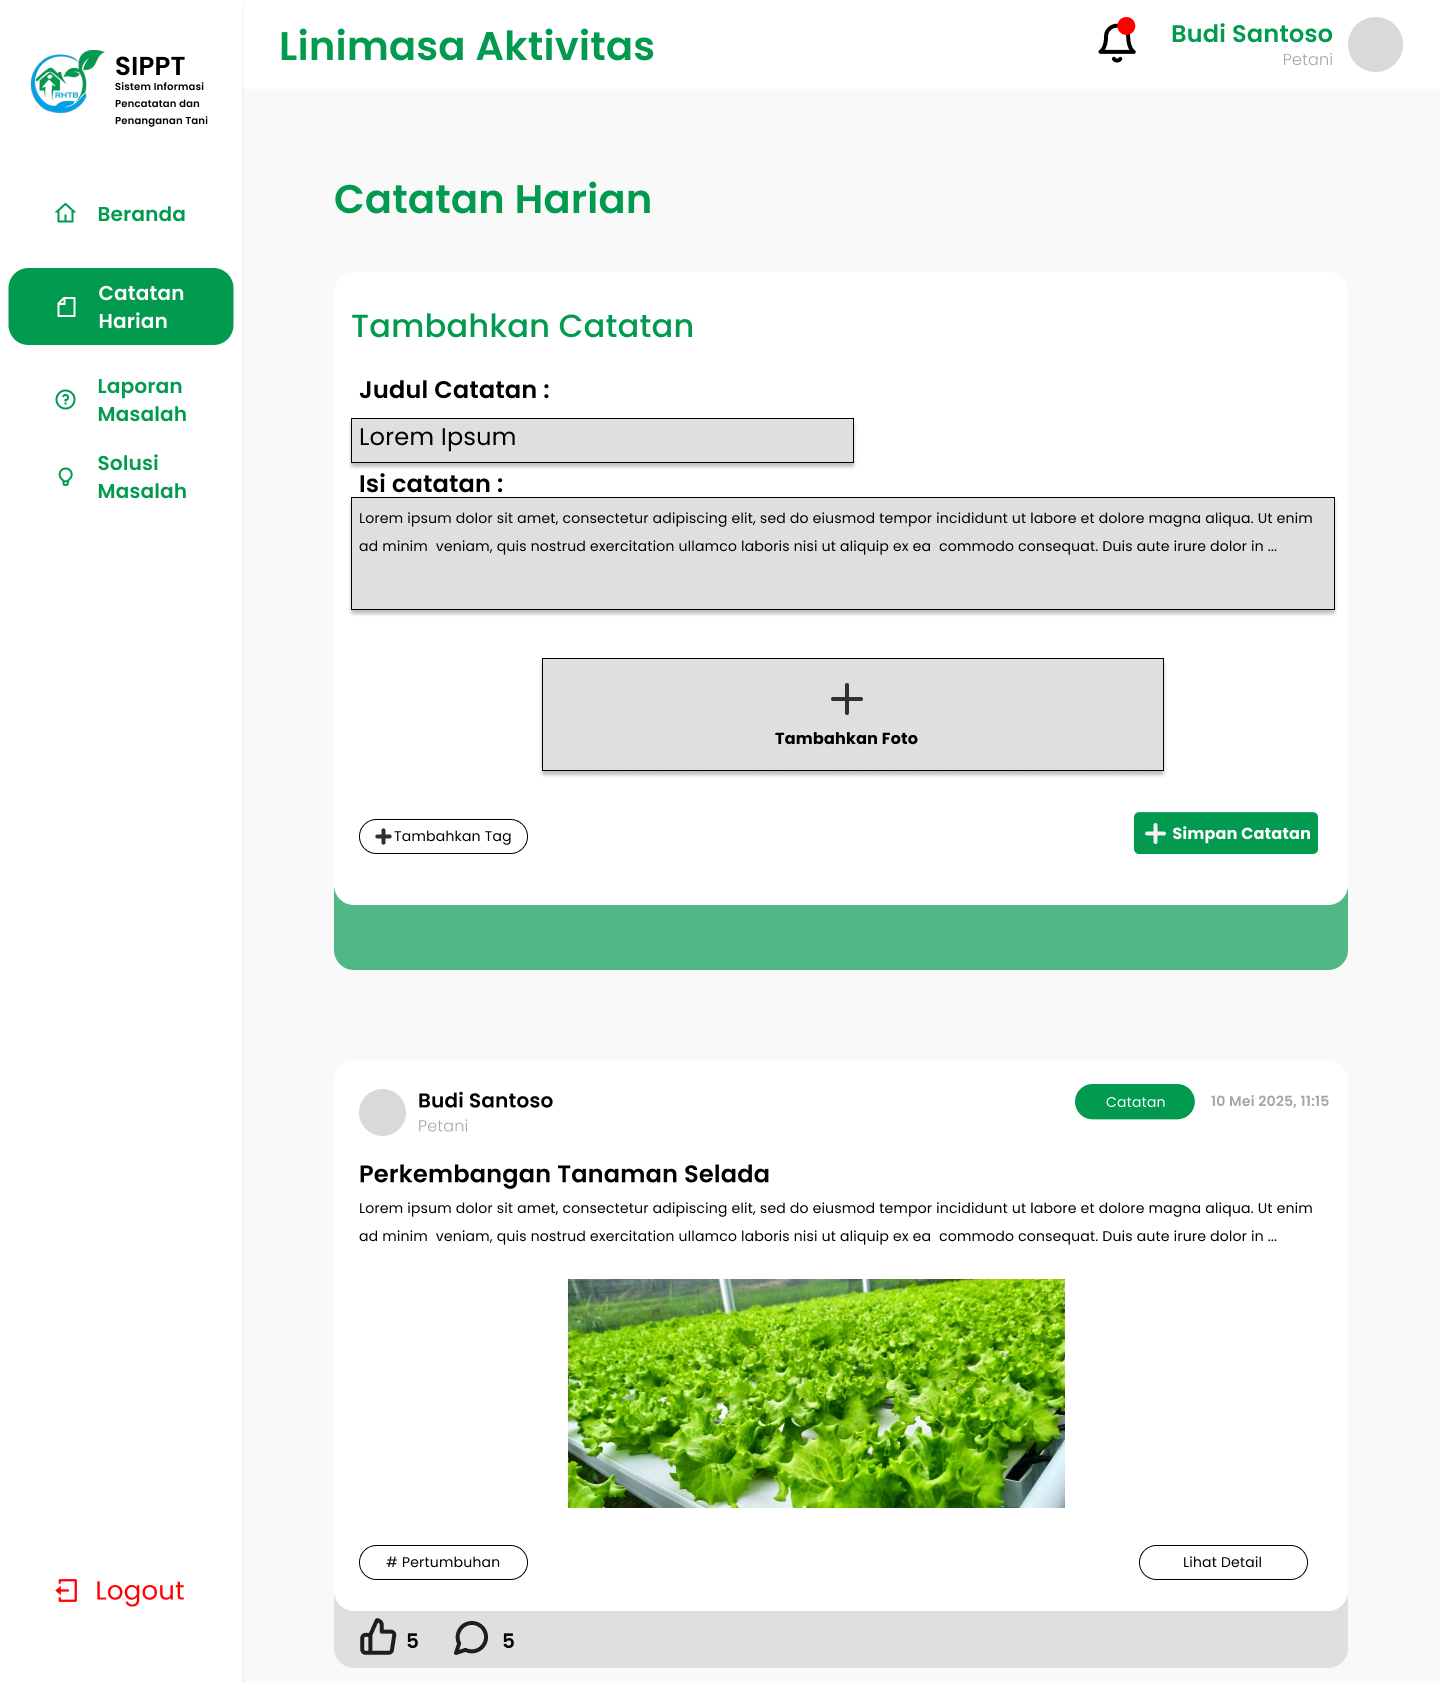 Linimasa Aktivitas
Budi Santoso
Petani
SIPPT
Sistem Informasi
Pencatatan dan
Penanganan Tani
RHTB
Beranda
Catatan
Harian
Laporan
Masalah
Solusi
Masalah
Logout
Catatan Harian
Tambahkan Catatan
Judul Catatan :
Lorem Ipsum
Isi catatan :
Lorem ipsum dolor sit amet, consectetur adipiscing elit, sed do eiusmod tempor incididunt ut labore et dolore magna aliqua. Ut enim
ad minim  veniam, quis nostrud exercitation ullamco laboris nisi ut aliquip ex ea  commodo consequat. Duis aute irure dolor in ...
Tambahkan Foto
Tambahkan Tag
Simpan Catatan
Budi Santoso
Petani
Catatan
10 Mei 2025, 11:15
Perkembangan Tanaman Selada
Lorem ipsum dolor sit amet, consectetur adipiscing elit, sed do eiusmod tempor incididunt ut labore et dolore magna aliqua. Ut enim
ad minim  veniam, quis nostrud exercitation ullamco laboris nisi ut aliquip ex ea  commodo consequat. Duis aute irure dolor in ...
# Pertumbuhan
Lihat Detail
5
5